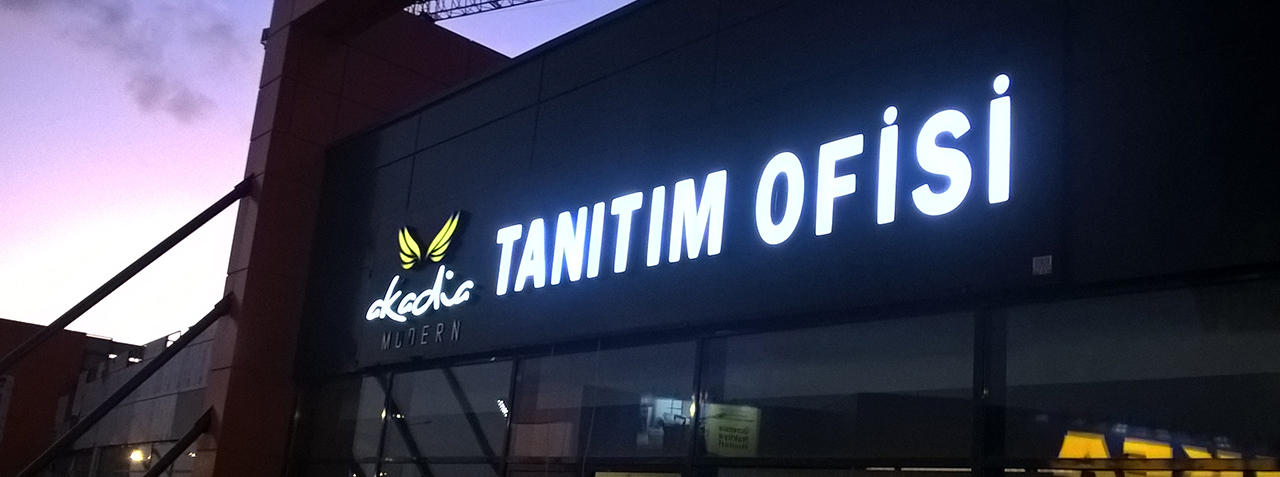 TANITIM OFİSİ
akadia
MODERN